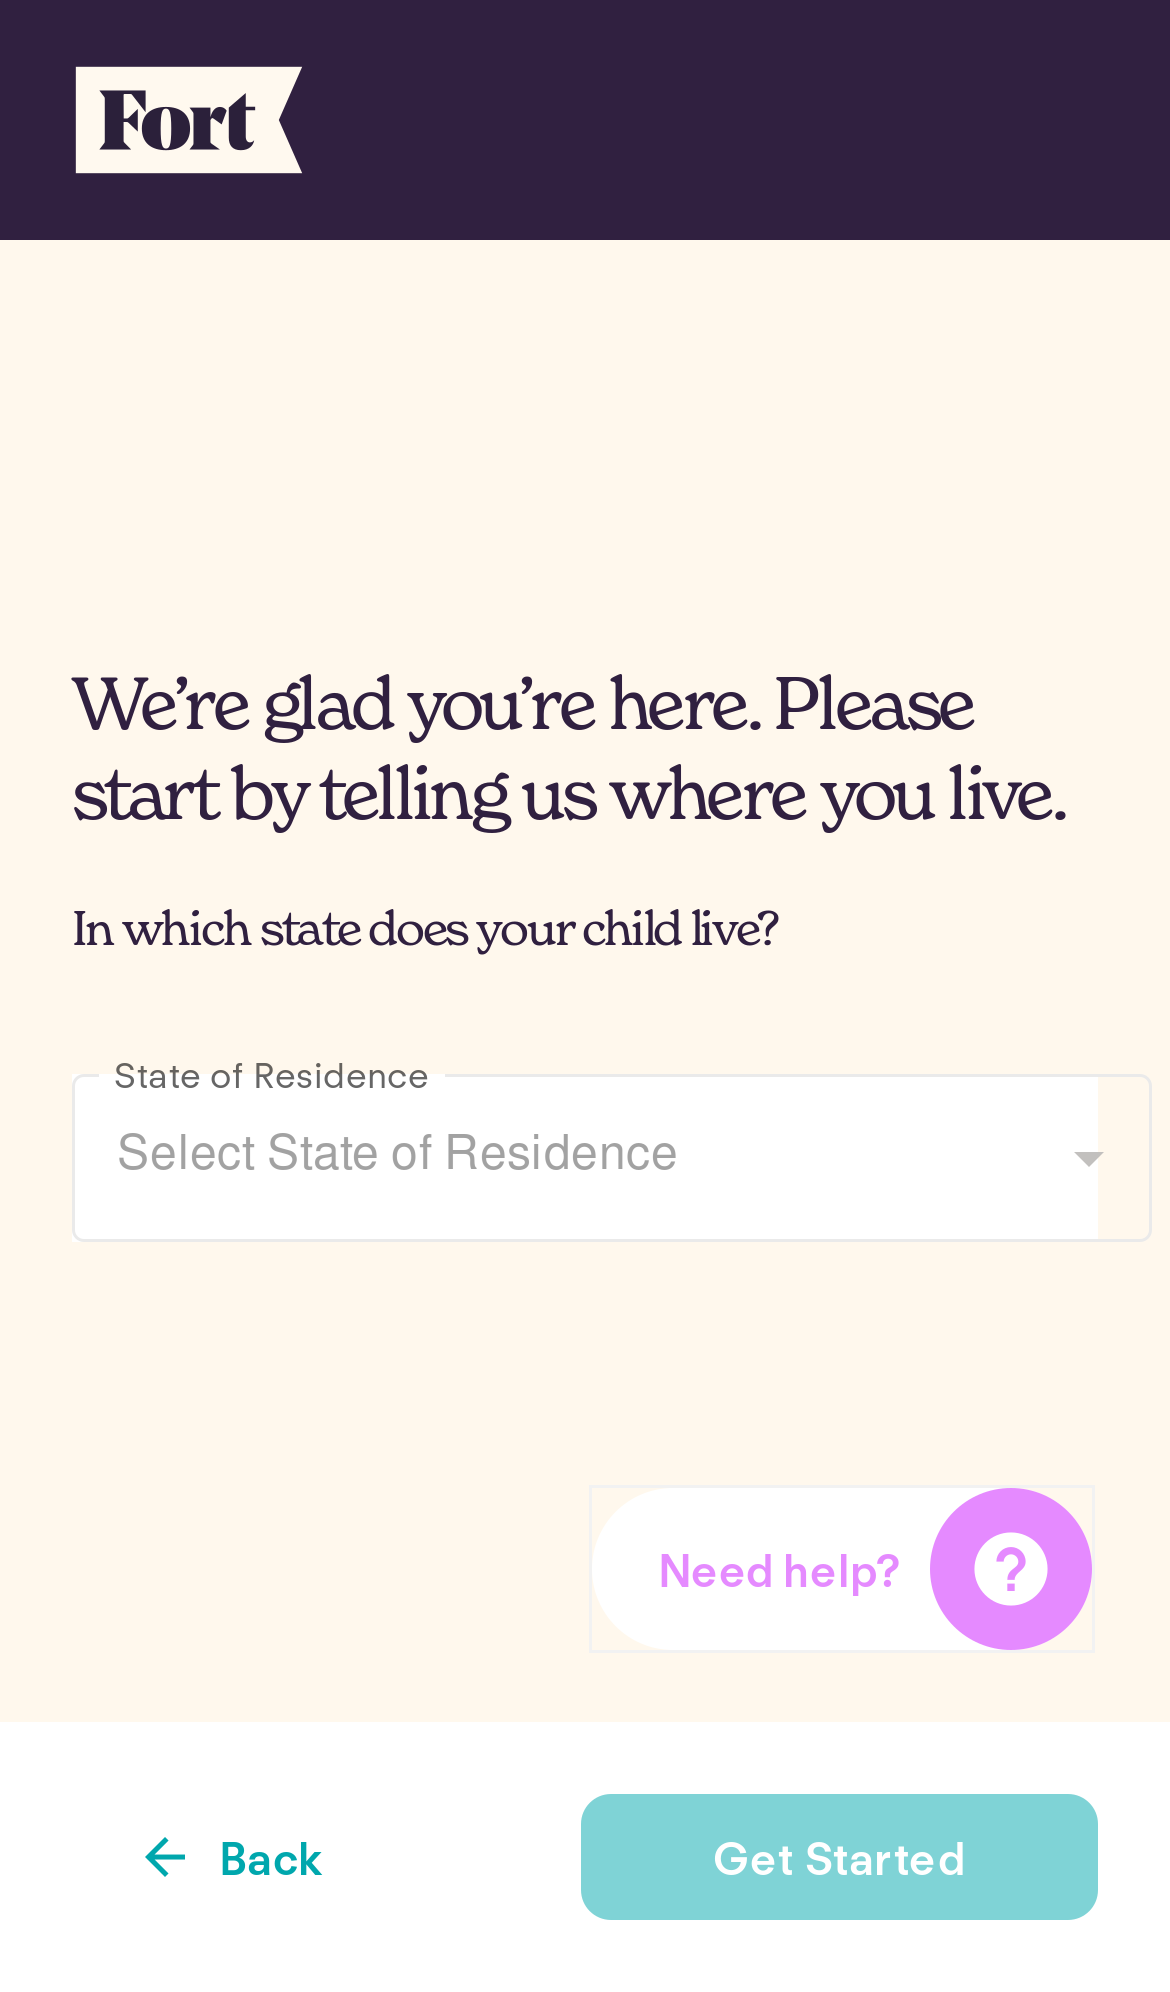 Fort
We’re glad you’re here. Please
start by telling us where you live.
In which state does your child live?
State of Residence
Select State of Residence
Need help?
?
Back
Get Started